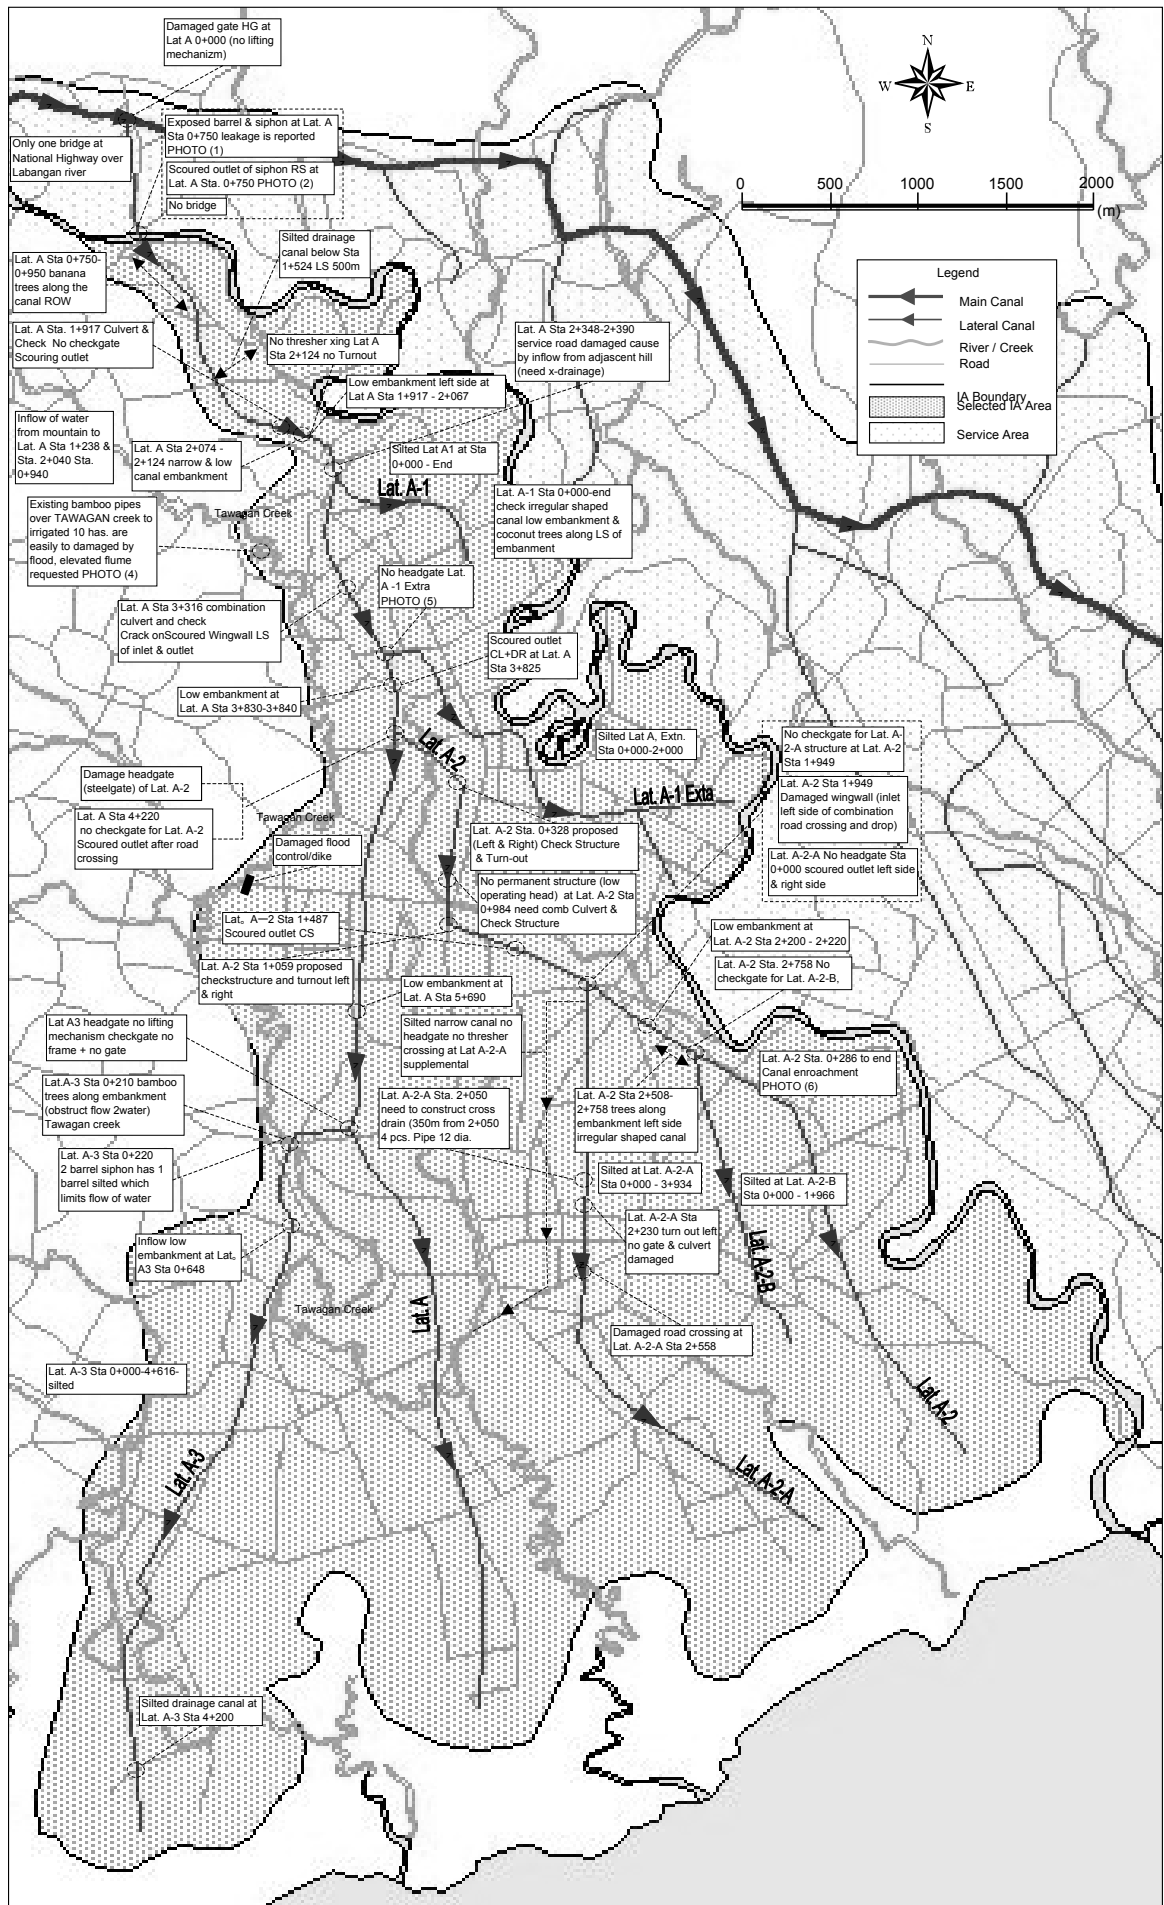 Damaged gate HG at
Lat A 0+000 (no lifting
mechanizm)
N
W
E
S
Exposed barrel & siphon at Lat. A
Sta 0+750 leakage is reported
PHOTO (1)
Only one bridge at
National Highway over
Labangan river
Scoured outlet of siphon RS at
Lat. A Sta. 0+750 PHOTO (2)
No bridge
0 500 1000 1500 2000
(m)
Silted drainage
canal below Sta
1+524 LS 500m
Lat. A Sta 0+750-
0+950 banana
trees along the
canal ROW
Legend
Main Canal
Lateral Canal
River / Creek
Road
IA Boundary
Selected IA Area
Service Area
Lat. A Sta. 1+917 Culvert &
Check No checkgate
Scouring outlet
No thresher xing Lat A
Sta 2+124 no Turnout
Lat. A Sta 2+348-2+390
service road damaged cause
by inflow from adjascent hill
(need x-drainage)
Low embankment left side at
Lat A Sta 1+917 - 2+067
Inflow of water
from mountain to
Lat. A Sta 1+238 &
Sta. 2+040 Sta.
0+940
Lat. A Sta 2+074 -
2+124 narrow & low
canal embankment
Silted Lat A1 at Sta
0+000 - End
Lat. A-1
Lat. A-1 Sta 0+000-end
check irregular shaped
canal low embankment &
coconut trees along LS of
embanment
Existing bamboo pipes
over TAWAGAN creek to
irrigated 10 has. are
easily to damaged by
flood, elevated flume
requested PHOTO (4)
Tawagan Creek
No headgate Lat.
A -1 Extra
PHOTO (5)
Lat. A Sta 3+316 combination
culvert and check
Crack onScoured Wingwall LS
of inlet & outlet
Scoured outlet
CL+DR at Lat. A
Sta 3+825
Low embankment at
Lat. A Sta 3+830-3+840
Silted Lat A, Extn.
Sta 0+000-2+000
No checkgate for Lat. A-
2-A structure at Lat. A-2
Sta 1+949
Lat. A-2
Damage headgate
(steelgate) of Lat. A-2
Lat. A-1 Exta
Lat. A-2 Sta 1+949
Damaged wingwall (inlet
left side of combination
road crossing and drop)
Lat. A Sta 4+220
no checkgate for Lat. A-2
Scoured outlet after road
crossing
Tawagan Creek
Lat. A-2 Sta. 0+328 proposed
(Left & Right) Check Structure
& Turn-out
Damaged flood
control/dike
Lat. A-2-A No headgate Sta
0+000 scoured outlet left side
& right side
No permanent structure (low
operating head) at Lat. A-2 Sta
0+984 need comb Culvert &
Check Structure
Lat。A—2 Sta 1+487
Scoured outlet CS
Low embankment at
Lat. A-2 Sta 2+200 - 2+220
Lat. A-2 Sta 1+059 proposed
checkstructure and turnout left
& right
Lat. A-2 Sta. 2+758 No
checkgate for Lat. A-2-B,
Low embankment at
Lat. A Sta 5+690
Lat A3 headgate no lifting
mechanism checkgate no
frame + no gate
Silted narrow canal no
headgate no thresher
crossing at Lat A-2-A
supplemental
Lat. A-2 Sta. 0+286 to end
Canal enroachment
PHOTO (6)
Lat.A-3 Sta 0+210 bamboo
trees along embankment
(obstruct flow 2water)
Tawagan creek
Lat. A-2-A Sta. 2+050
need to construct cross
drain (350m from 2+050
4 pcs. Pipe 12 dia.
Lat. A-2 Sta 2+508-
2+758 trees along
embankment left side
irregular shaped canal
Lat. A-3 Sta 0+220
2 barrel siphon has 1
barrel silted which
limits flow of water
Silted at Lat. A-2-A
Sta 0+000 - 3+934
Silted at Lat. A-2-B
Sta 0+000 - 1+966
Lat. A-2-A Sta
2+230 turn out left
no gate & culvert
damaged
Inflow low
embankment at Lat。
A3 Sta 0+648
Lat. A-2-B
Lat. A
Tawagan Creek
Damaged road crossing at
Lat. A-2-A Sta 2+558
Lat. A-3 Sta 0+000-4+616-
silted
Lat. A-2
Lat. A-3
Lat. A-2-A
Silted drainage canal at
Lat. A-3 Sta 4+200